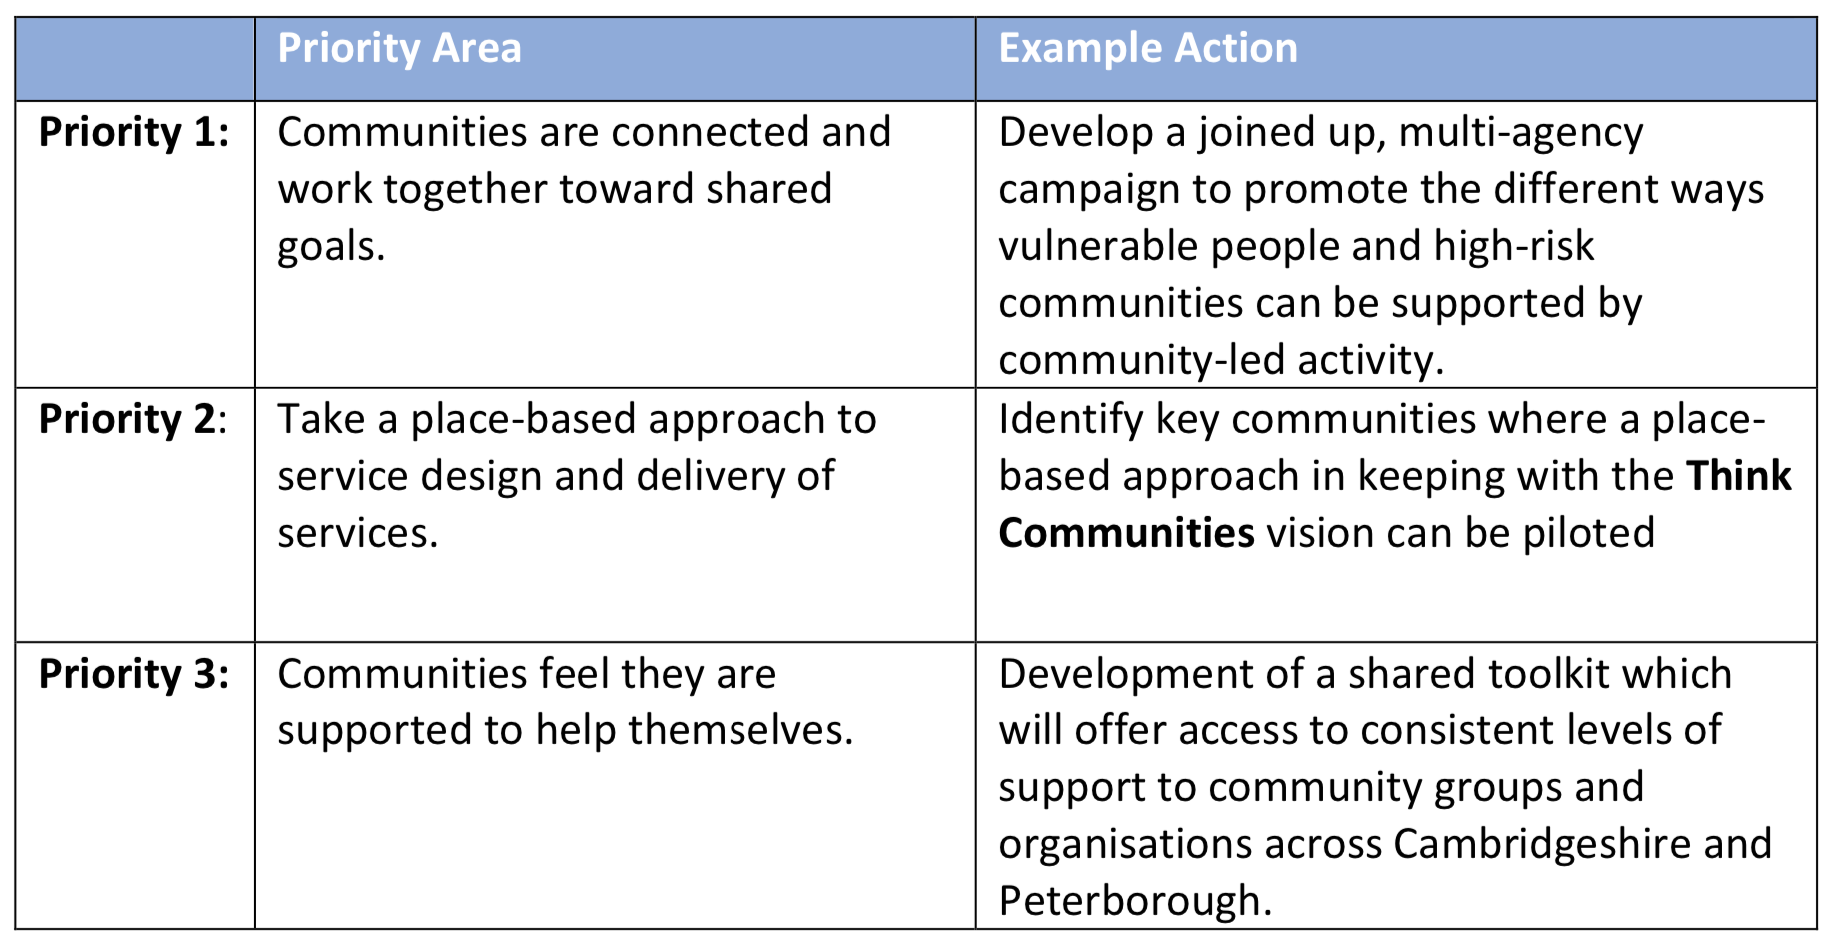 Priority Area
Example Action
Priority 1:
Communities are connected and
work together toward shared
goals.
Develop a joined up, multi-agency
campaign to promote the different ways
vulnerable people and high-risk
communities can be supported by
community-led activity.
Priority 2:
Take a place-based approach to
service design and delivery of
services.
Identify key communities where a place-
based approach in keeping with the Think
Communities vision can be piloted
Priority 3:
Communities feel they are
supported to help themselves.
Development of a shared toolkit which
will offer access to consistent levels of
support to community groups and
organisations across Cambridgeshire and
Peterborough.